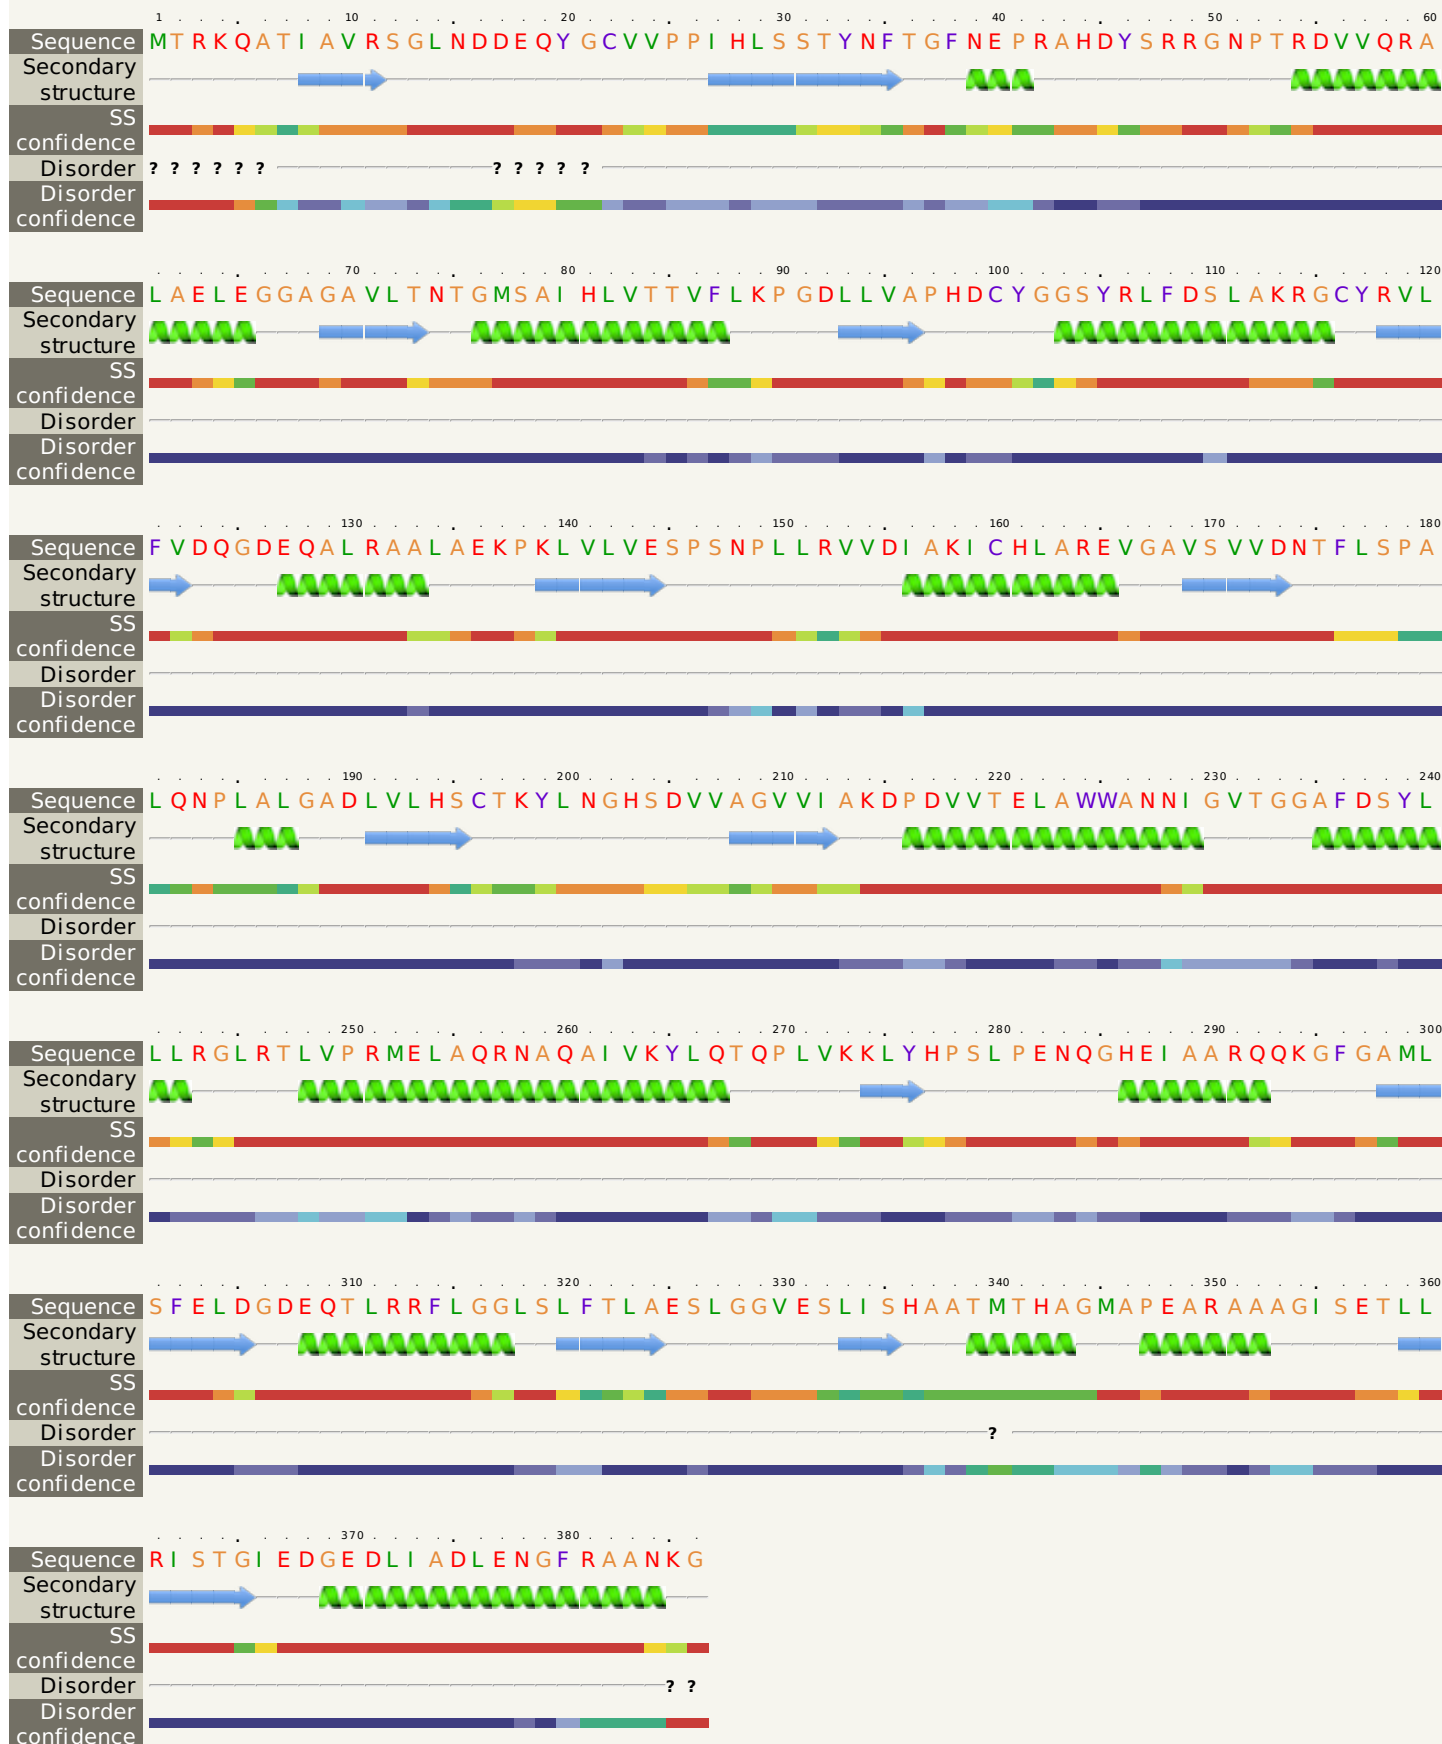 1 10 20 30 40 50 60
Sequence MTRKQATIAVRSGLNDDEQYGCVVPPIHLSSTYNFTGFNEPRAHDYSRRGNPTRDVVQRA
Secondary
structure
SS
confidence
Disorder ? ? ? ? ? ? ? ? ? ? ?
Disorder
confidence
70 80 90 100 110 120
Sequence LAELEGGAGAVLTNTGMSAIHLVTTVFLKPGDLLVAPHDCYGGSYRLFDSLAKRGCYRVL
Secondary
structure
SS
confidence
Disorder
Disorder
confidence
130 140 150 160 170 180
Sequence FVDQGDEQALRAALAEKPKLVLVESPSNPLLRVVDIAKICHLAREVGAVSVVDNTFLSPA
Secondary
structure
SS
confidence
Disorder
Disorder
confidence
190 200 210 220 230 240
Sequence LQNPLALGADLVLHSCTKYLNGHSDVVAGVVIAKDPDVVTELAWWANNIGVTGGAFDSYL
Secondary
structure
SS
confidence
Disorder
Disorder
confidence
250 260 270 280 290 300
Sequence LLRGLRTLVPRMELAQRNAQAIVKYLQTQPLVKKLYHPSLPENQGHEIAARQQKGFGAML
Secondary
structure
SS
confidence
Disorder
Disorder
confidence
310 320 330 340 350 360
Sequence SFELDGDEQTLRRFLGGLSLFTLAESLGGVESLISHAATMTHAGMAPEARAAAGISETLL
Secondary
structure
SS
confidence
Disorder ?
Disorder
confidence
370 380
Sequence RISTGIEDGEDLIADLENGFRAANKG
Secondary
structure
SS
confidence
Disorder ? ?
Disorder
confidence